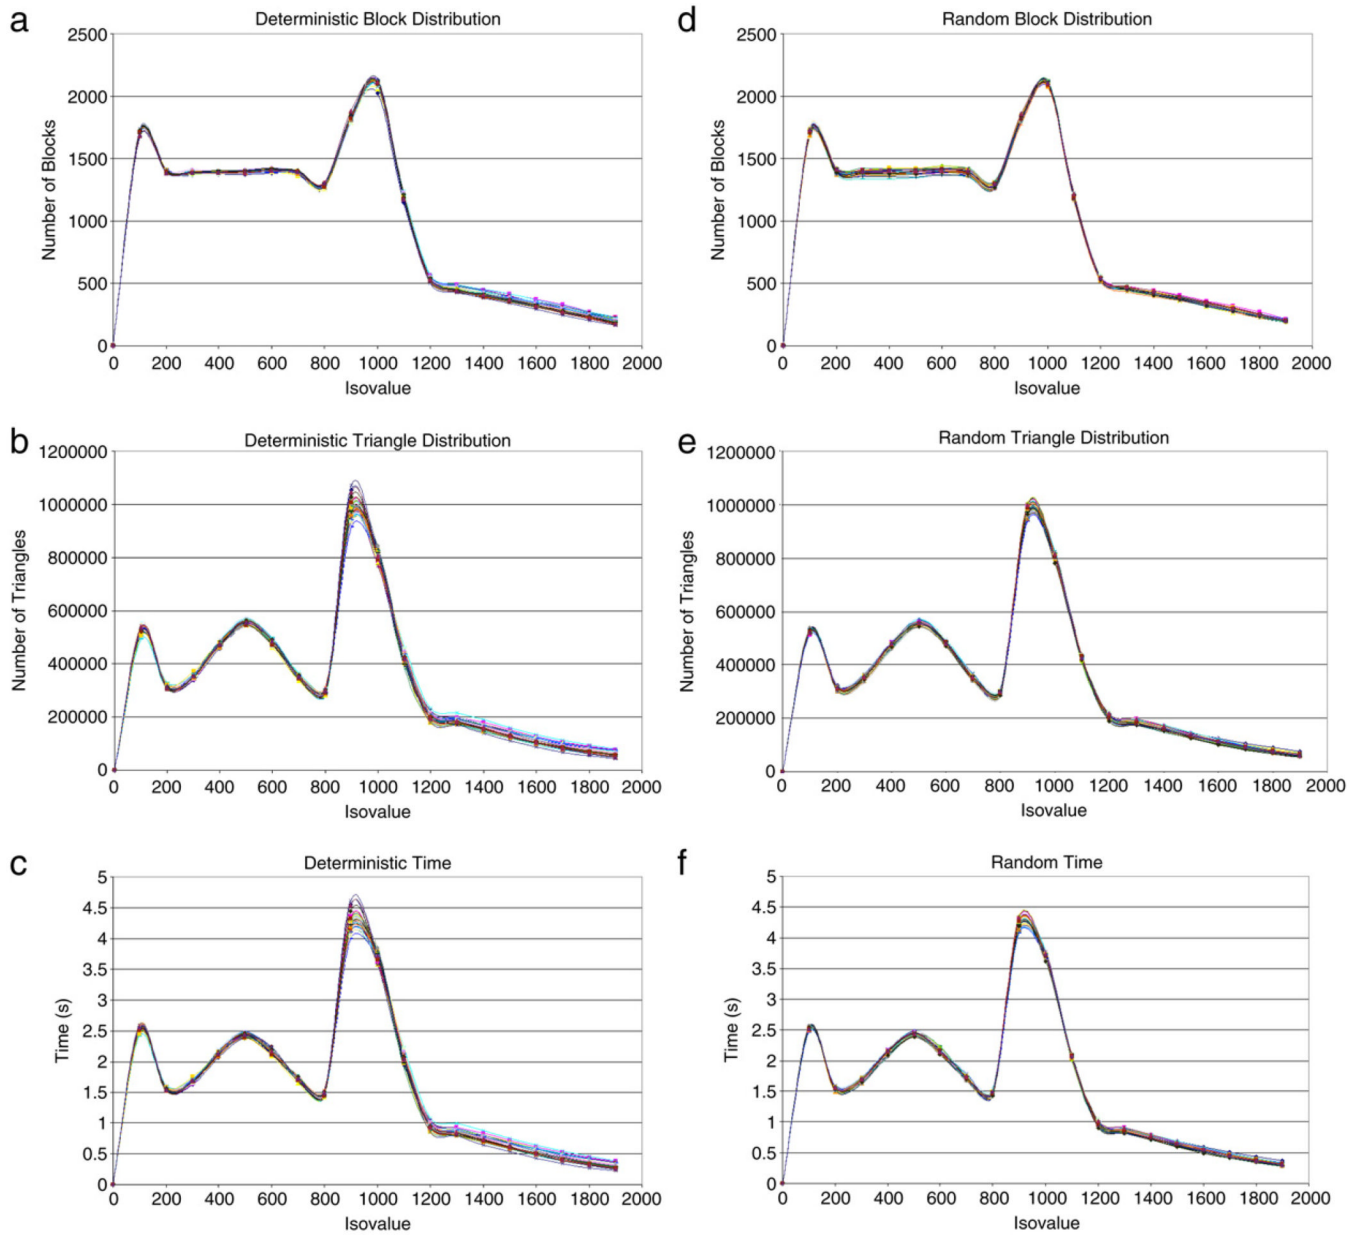 a
Deterministic Block Distribution
2500
2000
1500
1000
500
0
Number of Blocks
0 200 400 600 800 1000 1200 1400 1600 1800 2000
Isovalue
d
Random Block Distribution
2500
2000
1500
1000
500
0
Number of Blocks
0 200 400 600 800 1000 1200 1400 1600 1800 2000
Isovalue
b
Deterministic Triangle Distribution
1200000
1000000
800000
600000
400000
200000
0
Number of Triangles
0 200 400 600 800 1000 1200 1400 1600 1800 2000
Isovalue
e
Random Triangle Distribution
1200000
1000000
800000
600000
400000
200000
0
Number of Triangles
0 200 400 600 800 1000 1200 1400 1600 1800 2000
Isovalue
c
Deterministic Time
5
4.5
4
3.5
3
2.5
2
1.5
1
0.5
0
Time (s)
0 200 400 600 800 1000 1200 1400 1600 1800 2000
Isovalue
f
Random Time
5
4.5
4
3.5
3
2.5
2
1.5
1
0.5
0
Time (s)
0 200 400 600 800 1000 1200 1400 1600 1800 2000
Isovalue